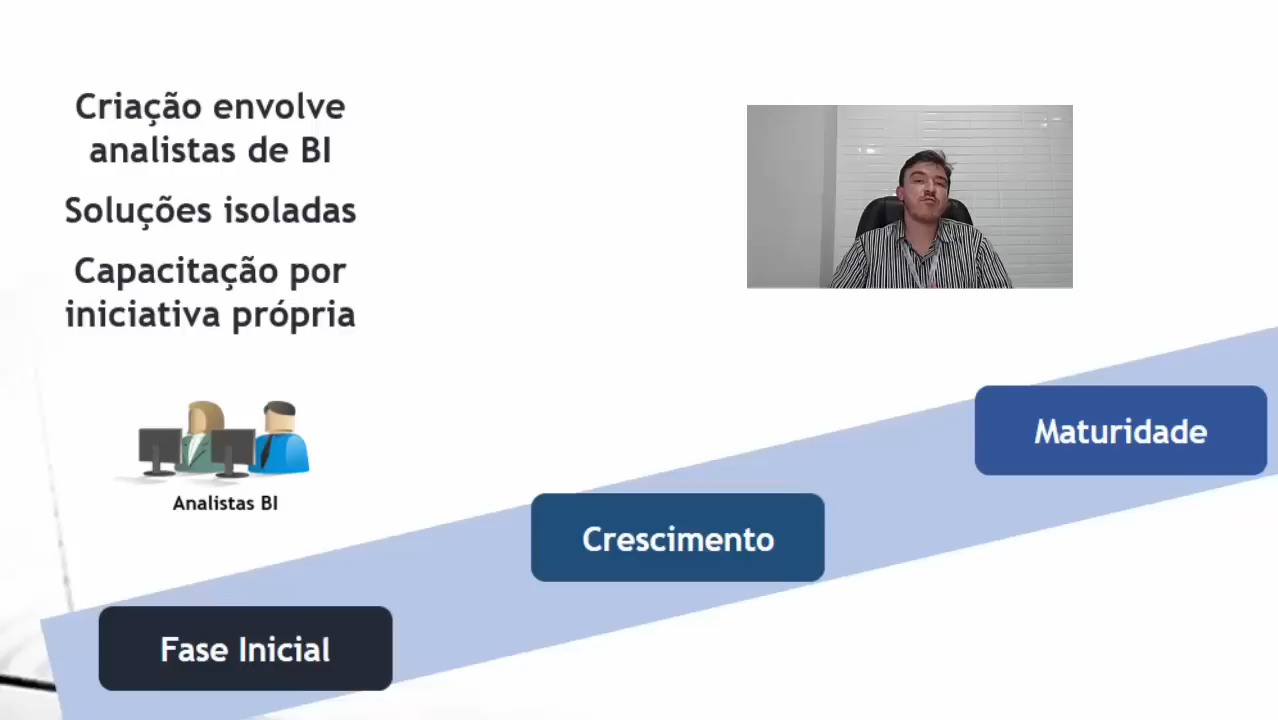 Criação envolve
analistas de BI
Soluções isoladas
Capacitação por
iniciativa própria
Analistas BI
Maturidade
Crescimento
Fase Inicial